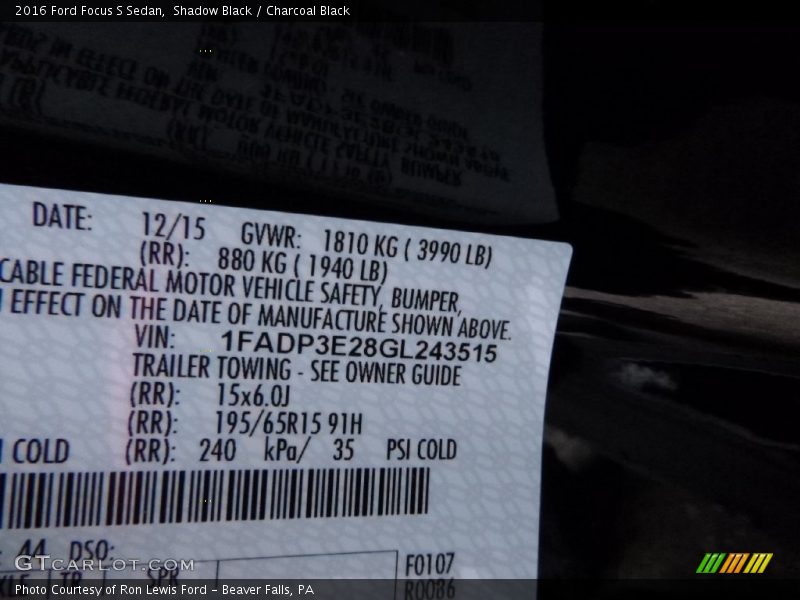 2016 Ford Focus S Sedan, Shadow Black / Charcoal Black
DATE: 12/15 GVWR: 1810 KG ( 3990 LB)
(RR): 880 KG ( 1940 LB)
CABLE FEDERAL MOTOR VEHICLE SAFETY, BUMPER,
EFFECT ON THE DATE OF MANUFACTURE SHOWN ABOVE.
VIN: 1FADP3E28GL243515
TRAILER TOWING - SEE OWNER GUIDE
(RR): 15x6.0J
(RR): 195/65R15 91H
COLD (RR): 240 kPa/ 35 PSI COLD
44 DSO:
F0107
GTCARLOT.COM
TR SPR R0086
Photo Courtesy of Ron Lewis Ford – Beaver Falls, PA